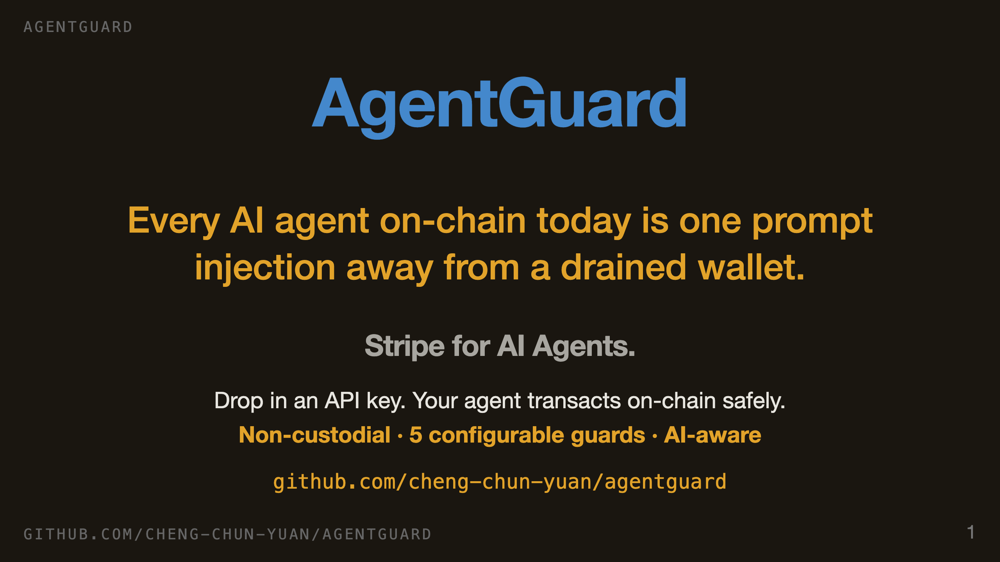 AGENTGUARD
AgentGuard
Every AI agent on-chain today is one prompt
injection away from a drained wallet.
Stripe for AI Agents.
Drop in an API key. Your agent transacts on-chain safely.
Non-custodial · 5 configurable guards · AI-aware
github.com/cheng-chun-yuan/agentguard
GITHUB.COM/CHENG-CHUN-YUAN/AGENTGUARD
1